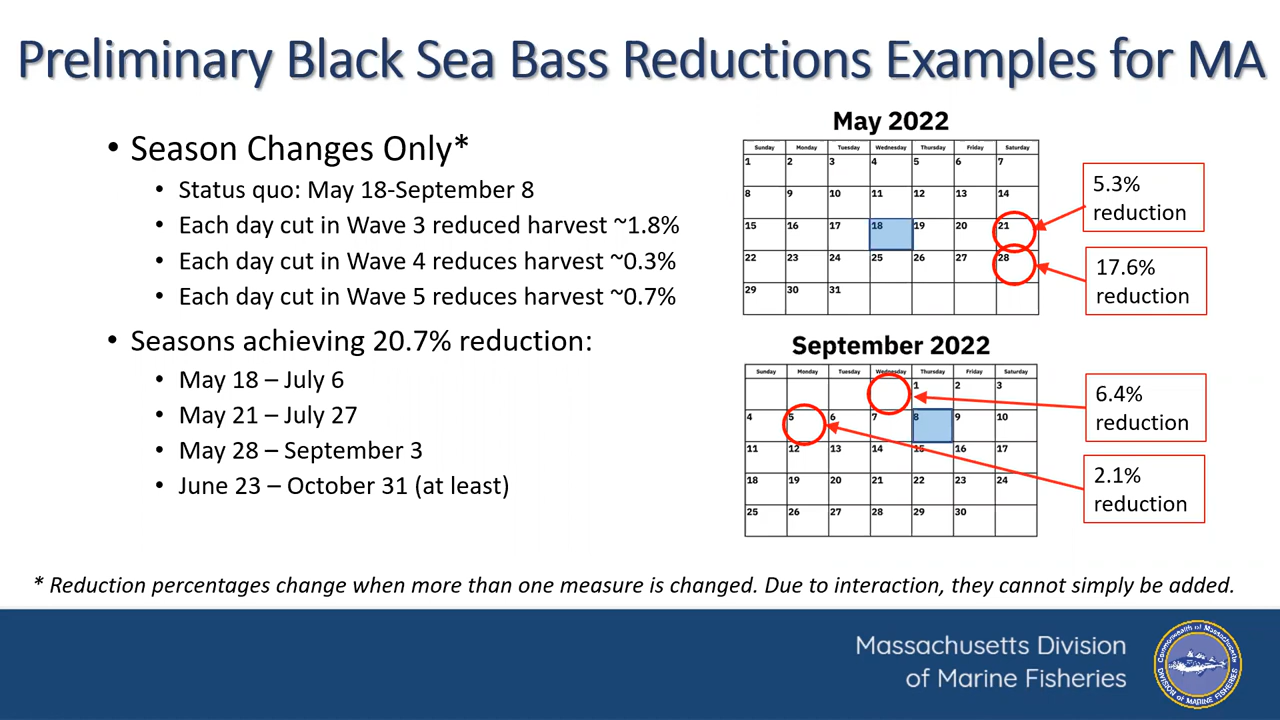 Preliminary Black Sea Bass Reductions Examples for MA
• Season Changes Only*
• Status quo: May 18-September 8
• Each day cut in Wave 3 reduced harvest ~1.8%
• Each day cut in Wave 4 reduces harvest ~0.3%
• Each day cut in Wave 5 reduces harvest ~0.7%
• Seasons achieving 20.7% reduction:
• May 18 – July 6
• May 21 – July 27
• May 28 – September 3
• June 23 – October 31 (at least)
May 2022
Sunday Monday Tuesday Wednesday Thursday Friday Saturday
1 2 3 4 5 6 7
8 9 10 11 12 13 14
15 16 17 18 19 20 21
22 23 24 25 26 27 28
29 30 31
5.3%
reduction
17.6%
reduction
September 2022
Sunday Monday Tuesday Wednesday Thursday Friday Saturday
1 2 3
4 5 6 7 8 9 10
11 12 13 14 15 16 17
18 19 20 21 22 23 24
25 26 27 28 29 30
6.4%
reduction
2.1%
reduction
* Reduction percentages change when more than one measure is changed. Due to interaction, they cannot simply be added.
Massachusetts Division
of Marine Fisheries
Commonwealth of Massachusetts
DIVISION of MARINE FISHERIES